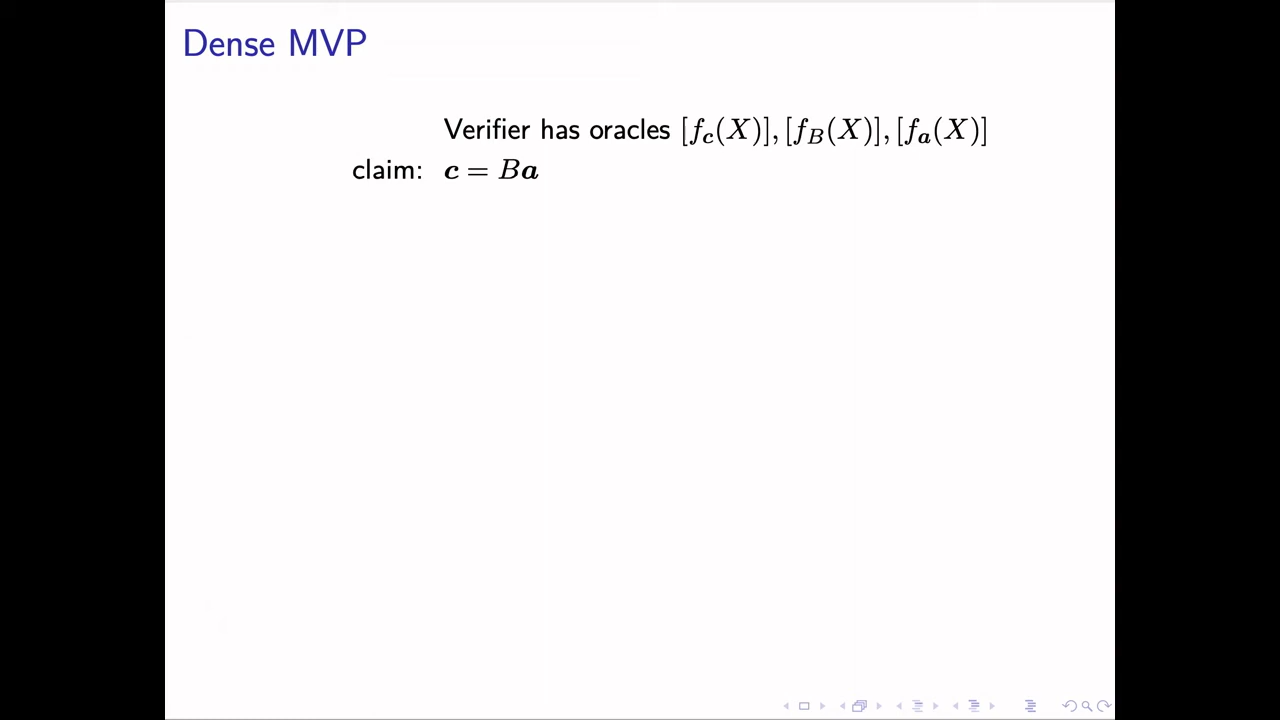 Dense MVP
Verifier has oracles [f_c(X)], [f_B(X)], [f_a(X)]
claim: c = Ba